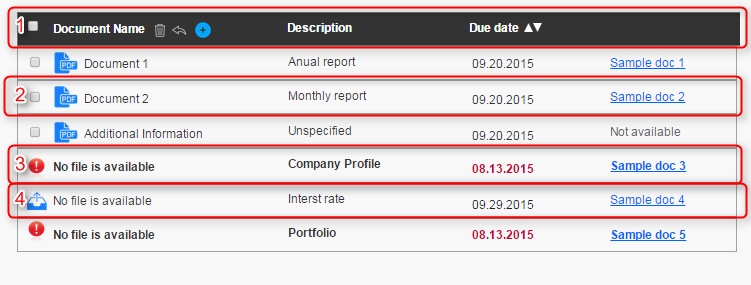 1 Document Name Description Due date ▲▼
PDF Document 1 Anual report 09.20.2015 Sample doc 1
2 PDF Document 2 Monthly report 09.20.2015 Sample doc 2
PDF Additional Information Unspecified 09.20.2015 Not available
3 No file is available Company Profile 08.13.2015 Sample doc 3
4 No file is available Interst rate 09.29.2015 Sample doc 4
No file is available Portfolio 08.13.2015 Sample doc 5